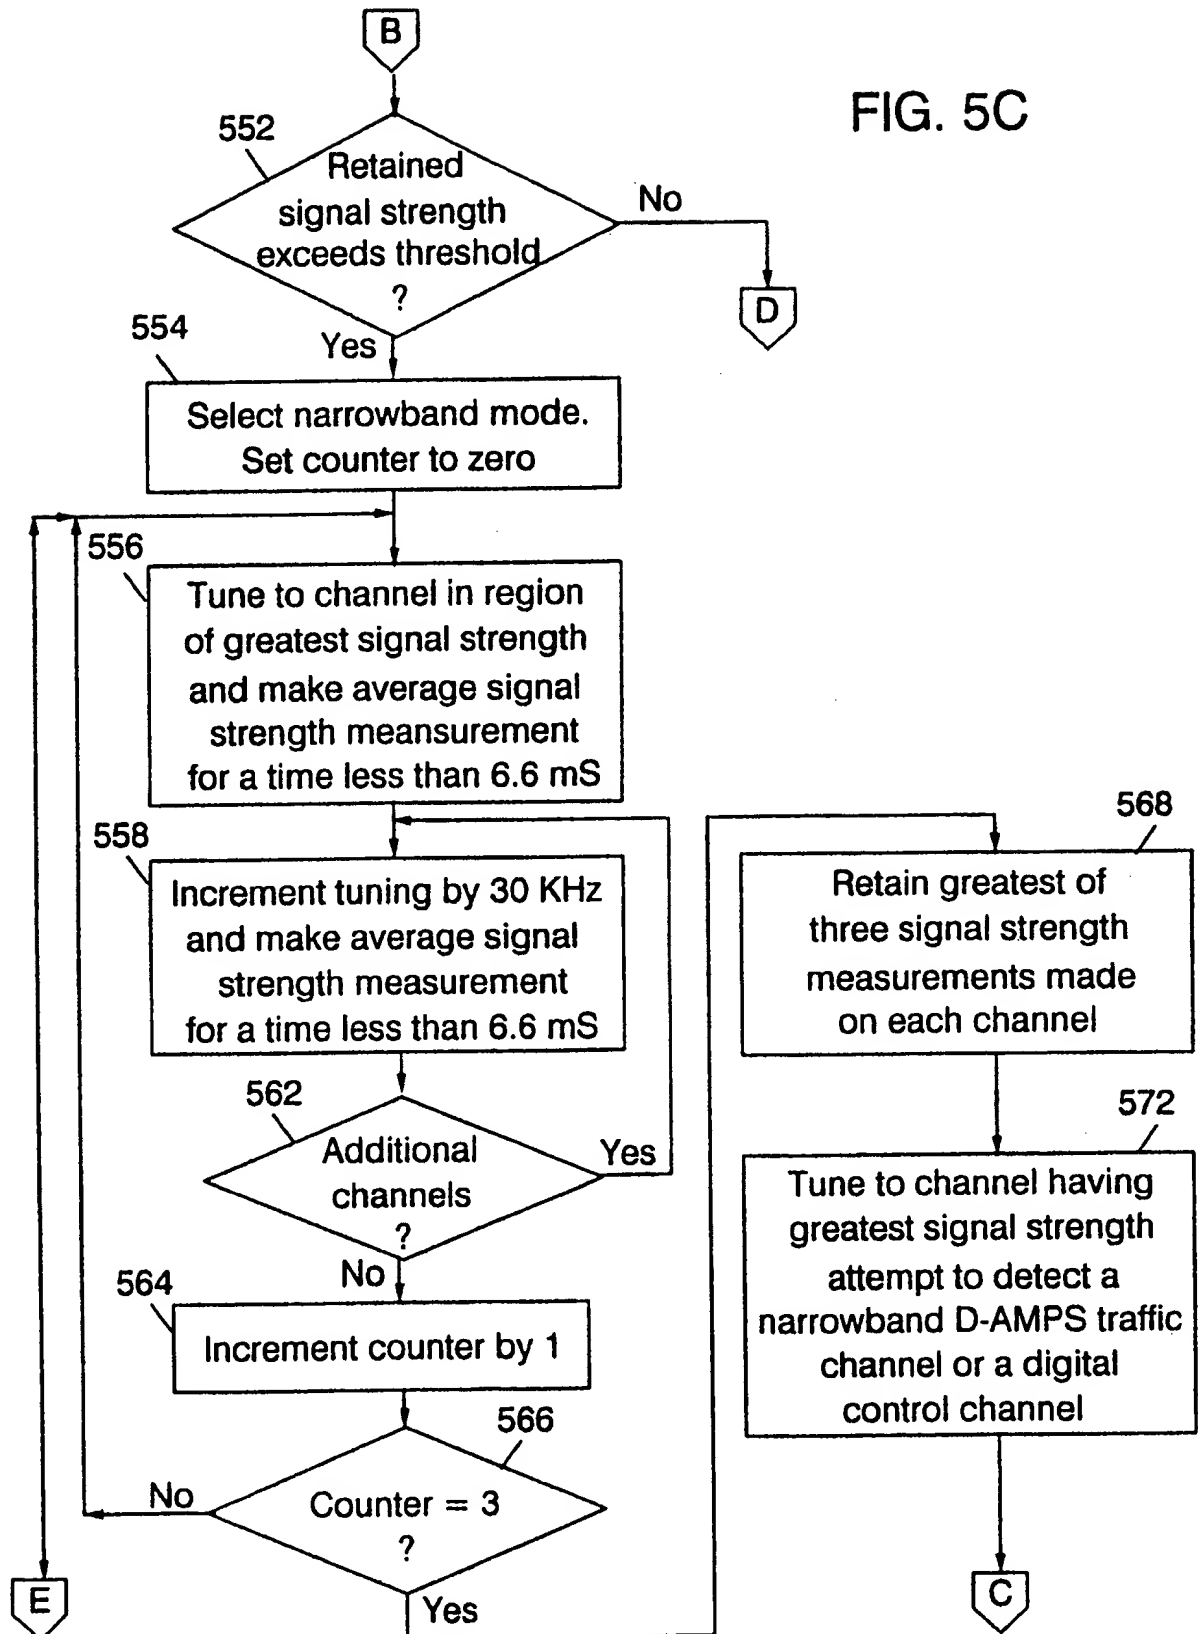 B
FIG. 5C
552
Retained
signal strength
exceeds threshold
?
No
D
Yes
554
Select narrowband mode.
Set counter to zero
556
Tune to channel in region
of greatest signal strength
and make average signal
strength meansurement
for a time less than 6.6 mS
558
Increment tuning by 30 KHz
and make average signal
strength measurement
for a time less than 6.6 mS
562
Additional
channels
?
Yes
No
564
Increment counter by 1
566
Counter = 3
?
No
Yes
E
568
Retain greatest of
three signal strength
measurements made
on each channel
572
Tune to channel having
greatest signal strength
attempt to detect a
narrowband D-AMPS traffic
channel or a digital
control channel
C